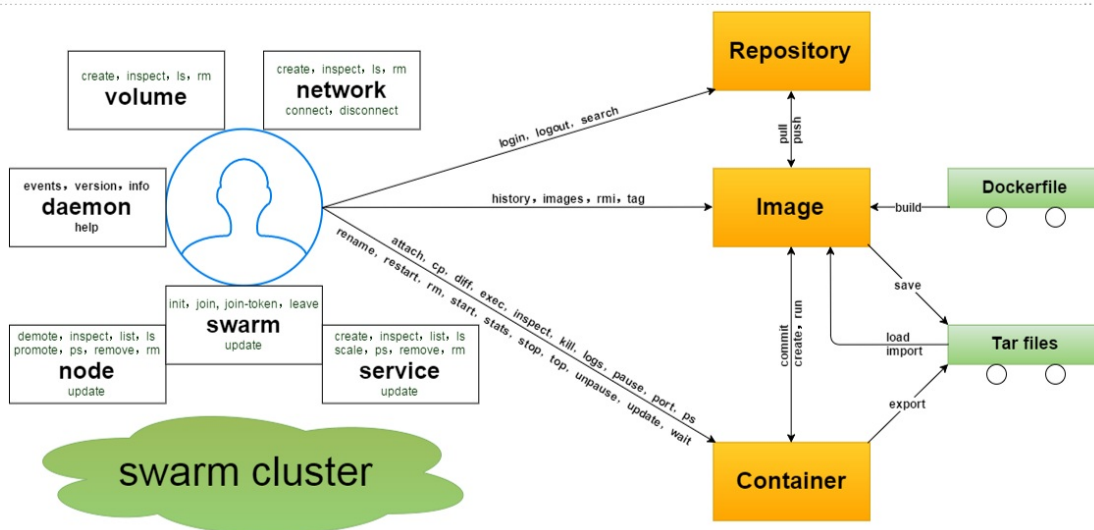 create, inspect, ls, rm
volume
create, inspect, ls, rm
network
connect, disconnect
events, version, info
daemon
help
init, join, join-token, leave
swarm
update
demote, inspect, list, ls
promote, ps, remove, rm
node
update
create, inspect, list, ls
scale, ps, remove, rm
service
update
swarm cluster
login, logout, search
history, images, rmi, tag
attach, cp, diff, exec, inspect, kill, logs, pause, port, ps
rename, restart, rm, start, stats, stop, top, unpause, update, wait
Repository
pull
push
Image
build
Dockerfile
save
load
import
Tar files
commit
create, run
export
Container